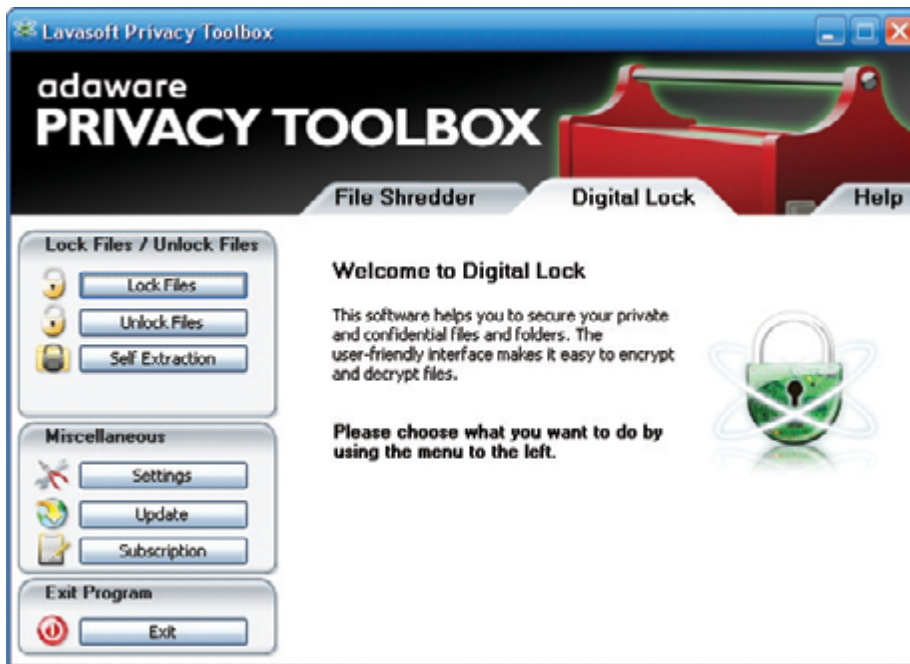 Lavasoft Privacy Toolbox
adaware
PRIVACY TOOLBOX
File Shredder
Digital Lock
Help
Lock Files / Unlock Files
Lock Files
Unlock Files
Self Extraction
Miscellaneous
Settings
Update
Subscription
Exit Program
Exit
Welcome to Digital Lock
This software helps you to secure your private
and confidential files and folders. The
user-friendly interface makes it easy to encrypt
and decrypt files.
Please choose what you want to do by
using the menu to the left.